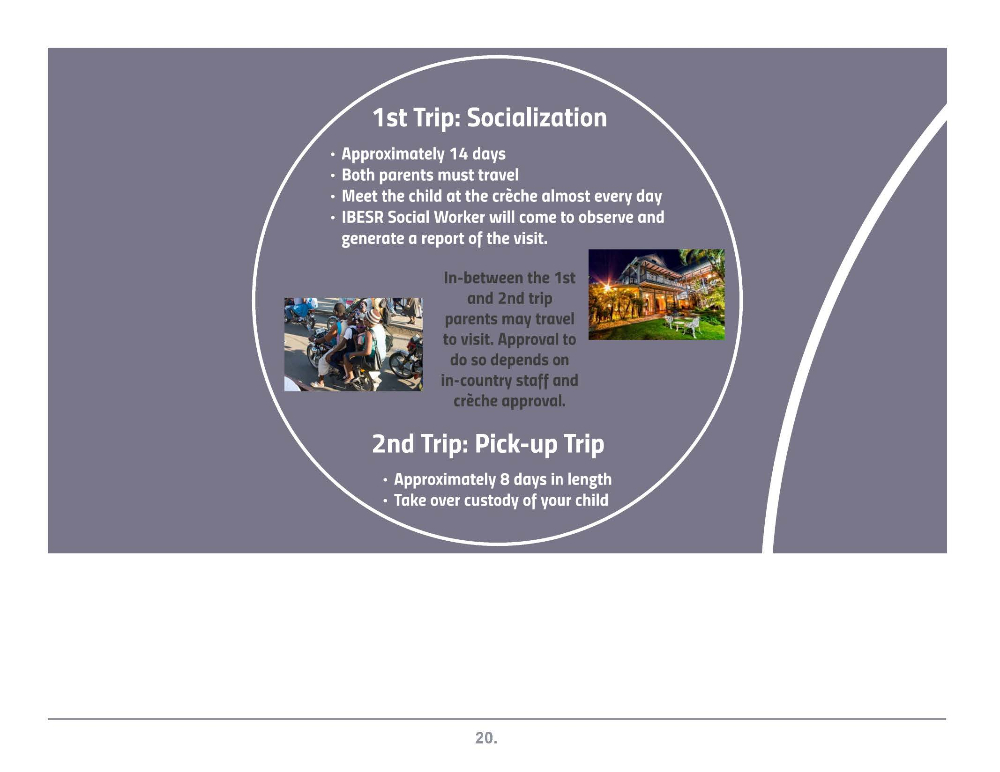 1st Trip: Socialization
• Approximately 14 days
• Both parents must travel
• Meet the child at the crèche almost every day
• IBESR Social Worker will come to observe and
generate a report of the visit.
In-between the 1st
and 2nd trip
parents may travel
to visit. Approval to
do so depends on
in-country staff and
crèche approval.
2nd Trip: Pick-up Trip
• Approximately 8 days in length
• Take over custody of your child
20.